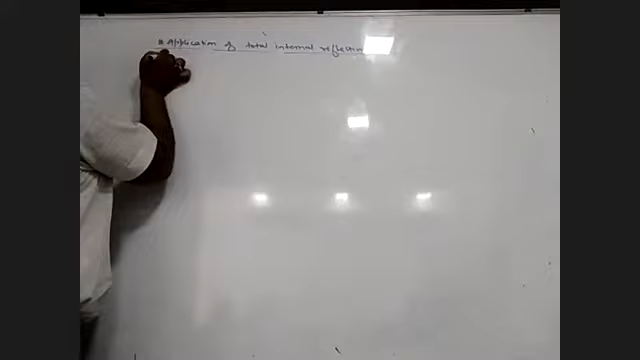 * Application of total internal reflection